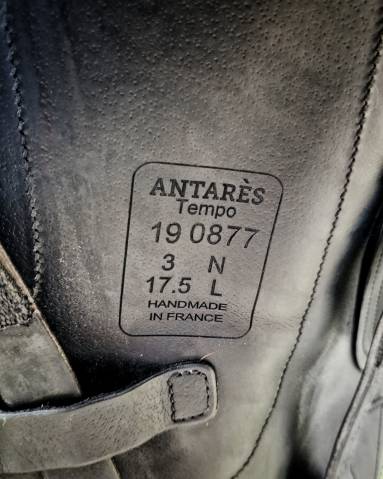 ANTARÈS
Tempo
19 0877
3 N
17.5 L
HANDMADE
IN FRANCE